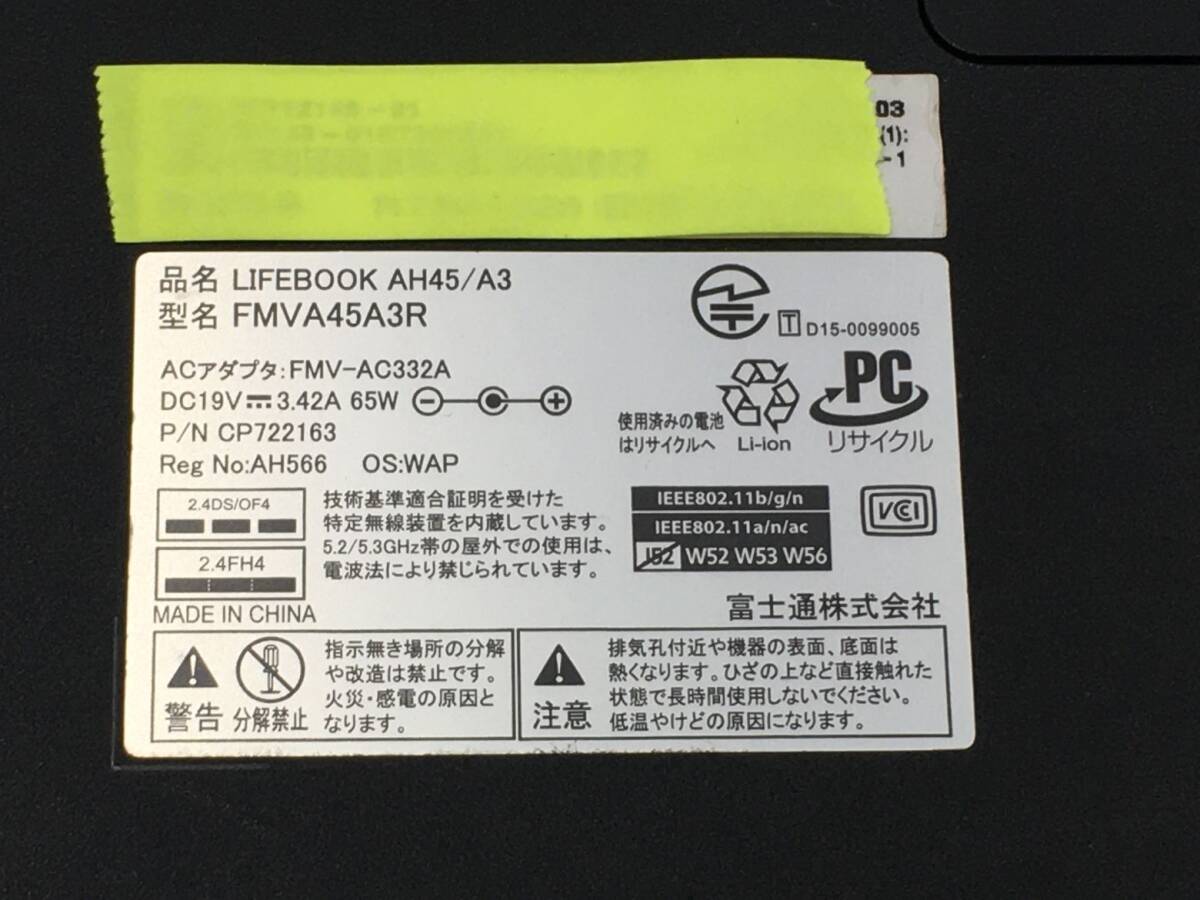 03
(1):
-1
品名 LIFEBOOK AH45/A3
型名 FMVA45A3R
T D15-0099005
ACアダプタ:FMV-AC332A
DC19V 3.42A 65W
P/N CP722163
Reg No:AH566 OS:WAP
使用済みの電池
はリサイクルへ
Li-ion
PC
リサイクル
2.4DS/OF4
2.4FH4
技術基準適合証明を受けた
特定無線装置を内蔵しています。
5.2/5.3GHz帯の屋外での使用は、
電波法により禁じられています。
IEEE802.11b/g/n
IEEE802.11a/n/ac
J52 W52 W53 W56
VCCI
MADE IN CHINA
富士通株式会社
警告
分解禁止
指示無き場所の分解
や改造は禁止です。
火災・感電の原因と
なります。
注意
排気孔付近や機器の表面、底面は
熱くなります。ひざの上など直接触れた
状態で長時間使用しないでください。
低温やけどの原因になります。